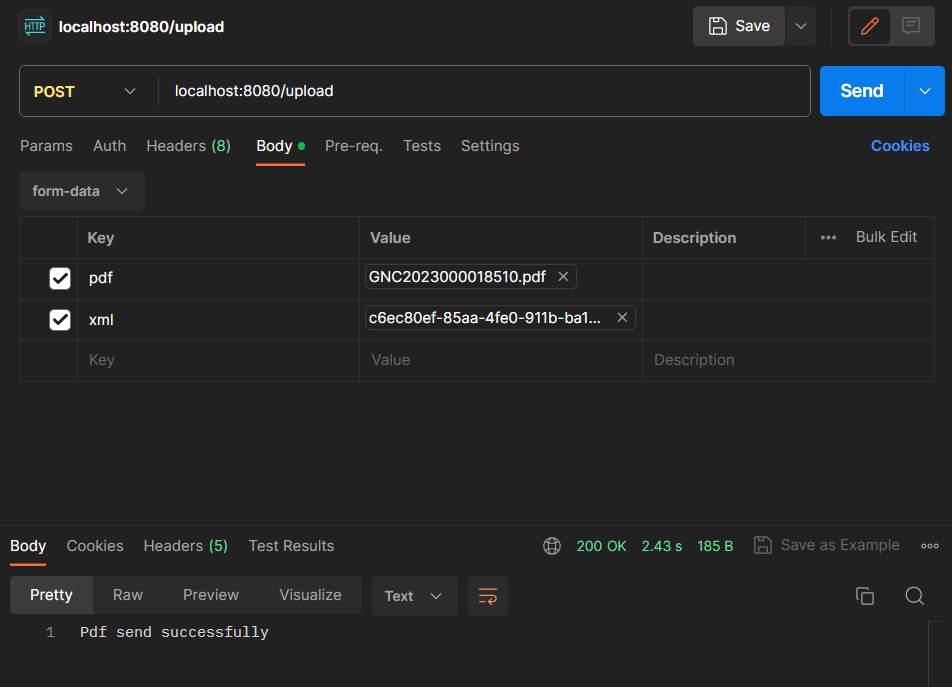 HTTP localhost:8080/upload Save
POST localhost:8080/upload Send
Params Auth Headers (8) Body Pre-req. Tests Settings Cookies
form-data
Key Value Description Bulk Edit
pdf GNC2023000018510.pdf
xml c6ec80ef-85aa-4fe0-911b-ba1...
Key Value Description
Body Cookies Headers (5) Test Results 200 OK 2.43 s 185 B Save as Example
Pretty Raw Preview Visualize Text
1 Pdf send successfully